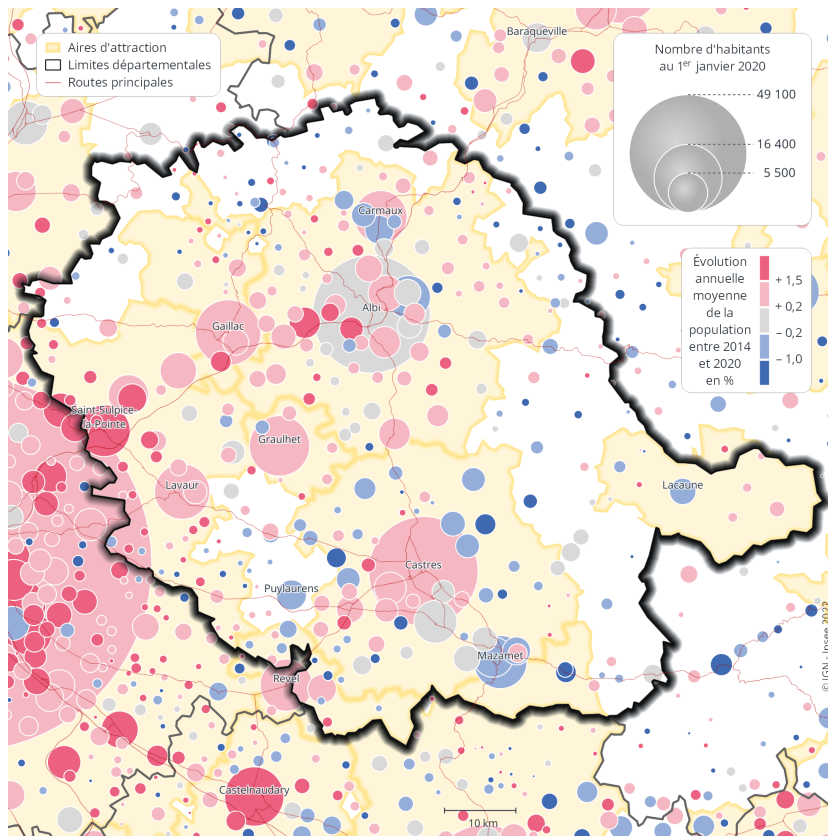 Aires d'attraction
Limites départementales
Routes principales
Baraqueville
Nombre d'habitants
au 1er janvier 2020
49 100
16 400
5 500
Carmaux
Évolution
annuelle
moyenne
de la
population
entre 2014
et 2020
en %
+ 1,5
+ 0,2
– 0,2
– 1,0
Albi
Gaillac
Saint-Sulpice-
la-Pointe
Graulhet
Lavaur
Lacaune
Castres
Puylaurens
Mazamet
Revel
Castelnaudary
10 km
© IGN - Insee 2022